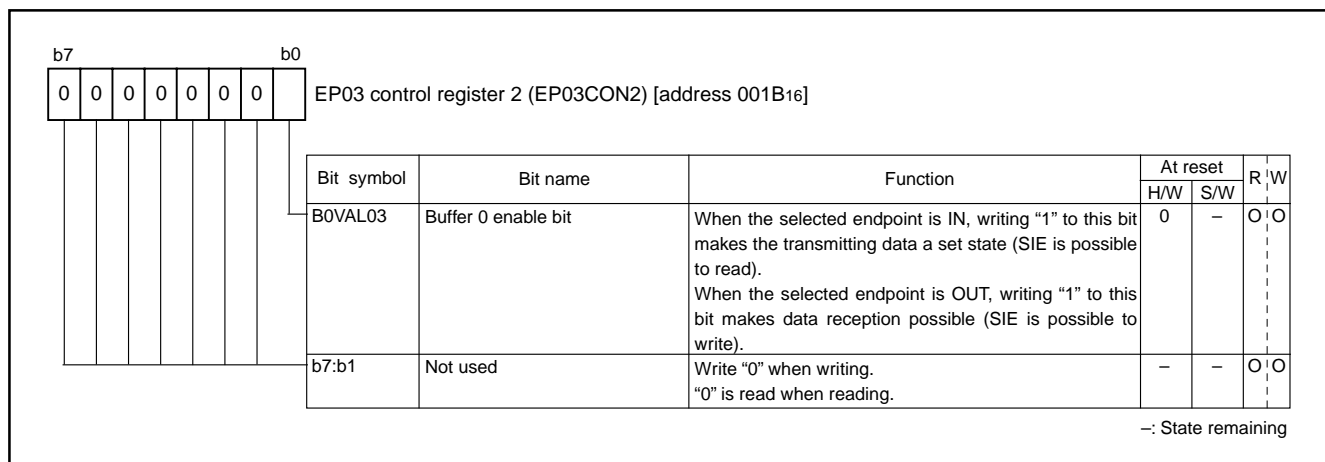 b7 b0
0 0 0 0 0 0 0 EP03 control register 2 (EP03CON2) [address 001B16]
Bit symbol Bit name Function At reset R W
H/W S/W
B0VAL03 Buffer 0 enable bit When the selected endpoint is IN, writing “1” to this bit 0 – O O
makes the transmitting data a set state (SIE is possible
to read).
When the selected endpoint is OUT, writing “1” to this
bit makes data reception possible (SIE is possible to
write).
b7:b1 Not used Write “0” when writing. – – O O
“0” is read when reading.
–: State remaining